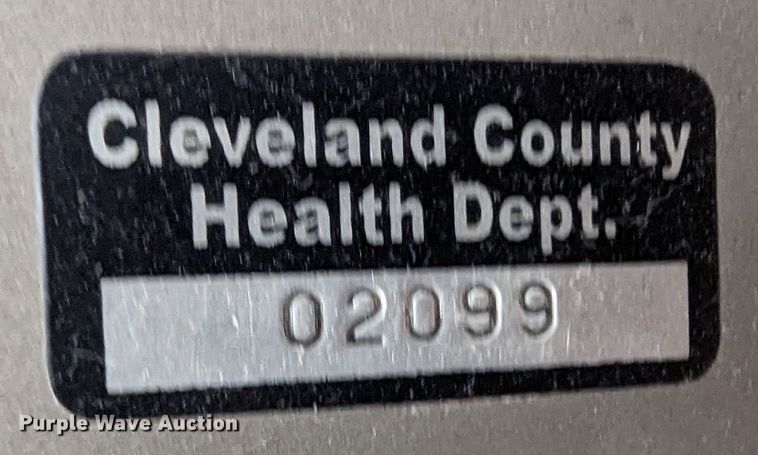 Cleveland County
Health Dept.
02099
Purple Wave Auction